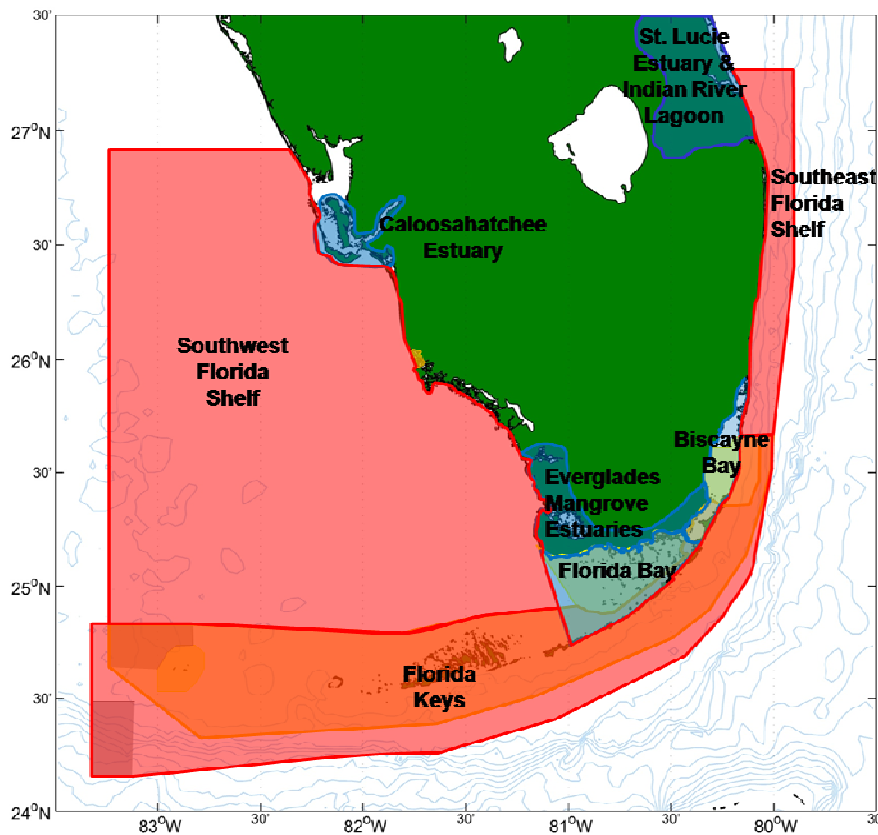 30'
St. Lucie
Estuary &
Indian River
Lagoon
27°N
Southeast
Florida
Shelf
Caloosahatchee
Estuary
30'
Southwest
Florida
Shelf
26°N
Biscayne
Bay
30'
Everglades
Mangrove
Estuaries
Florida Bay
25°N
Florida
Keys
30'
24°N
83°W
30'
82°W
30'
81°W
30'
80°W
30'